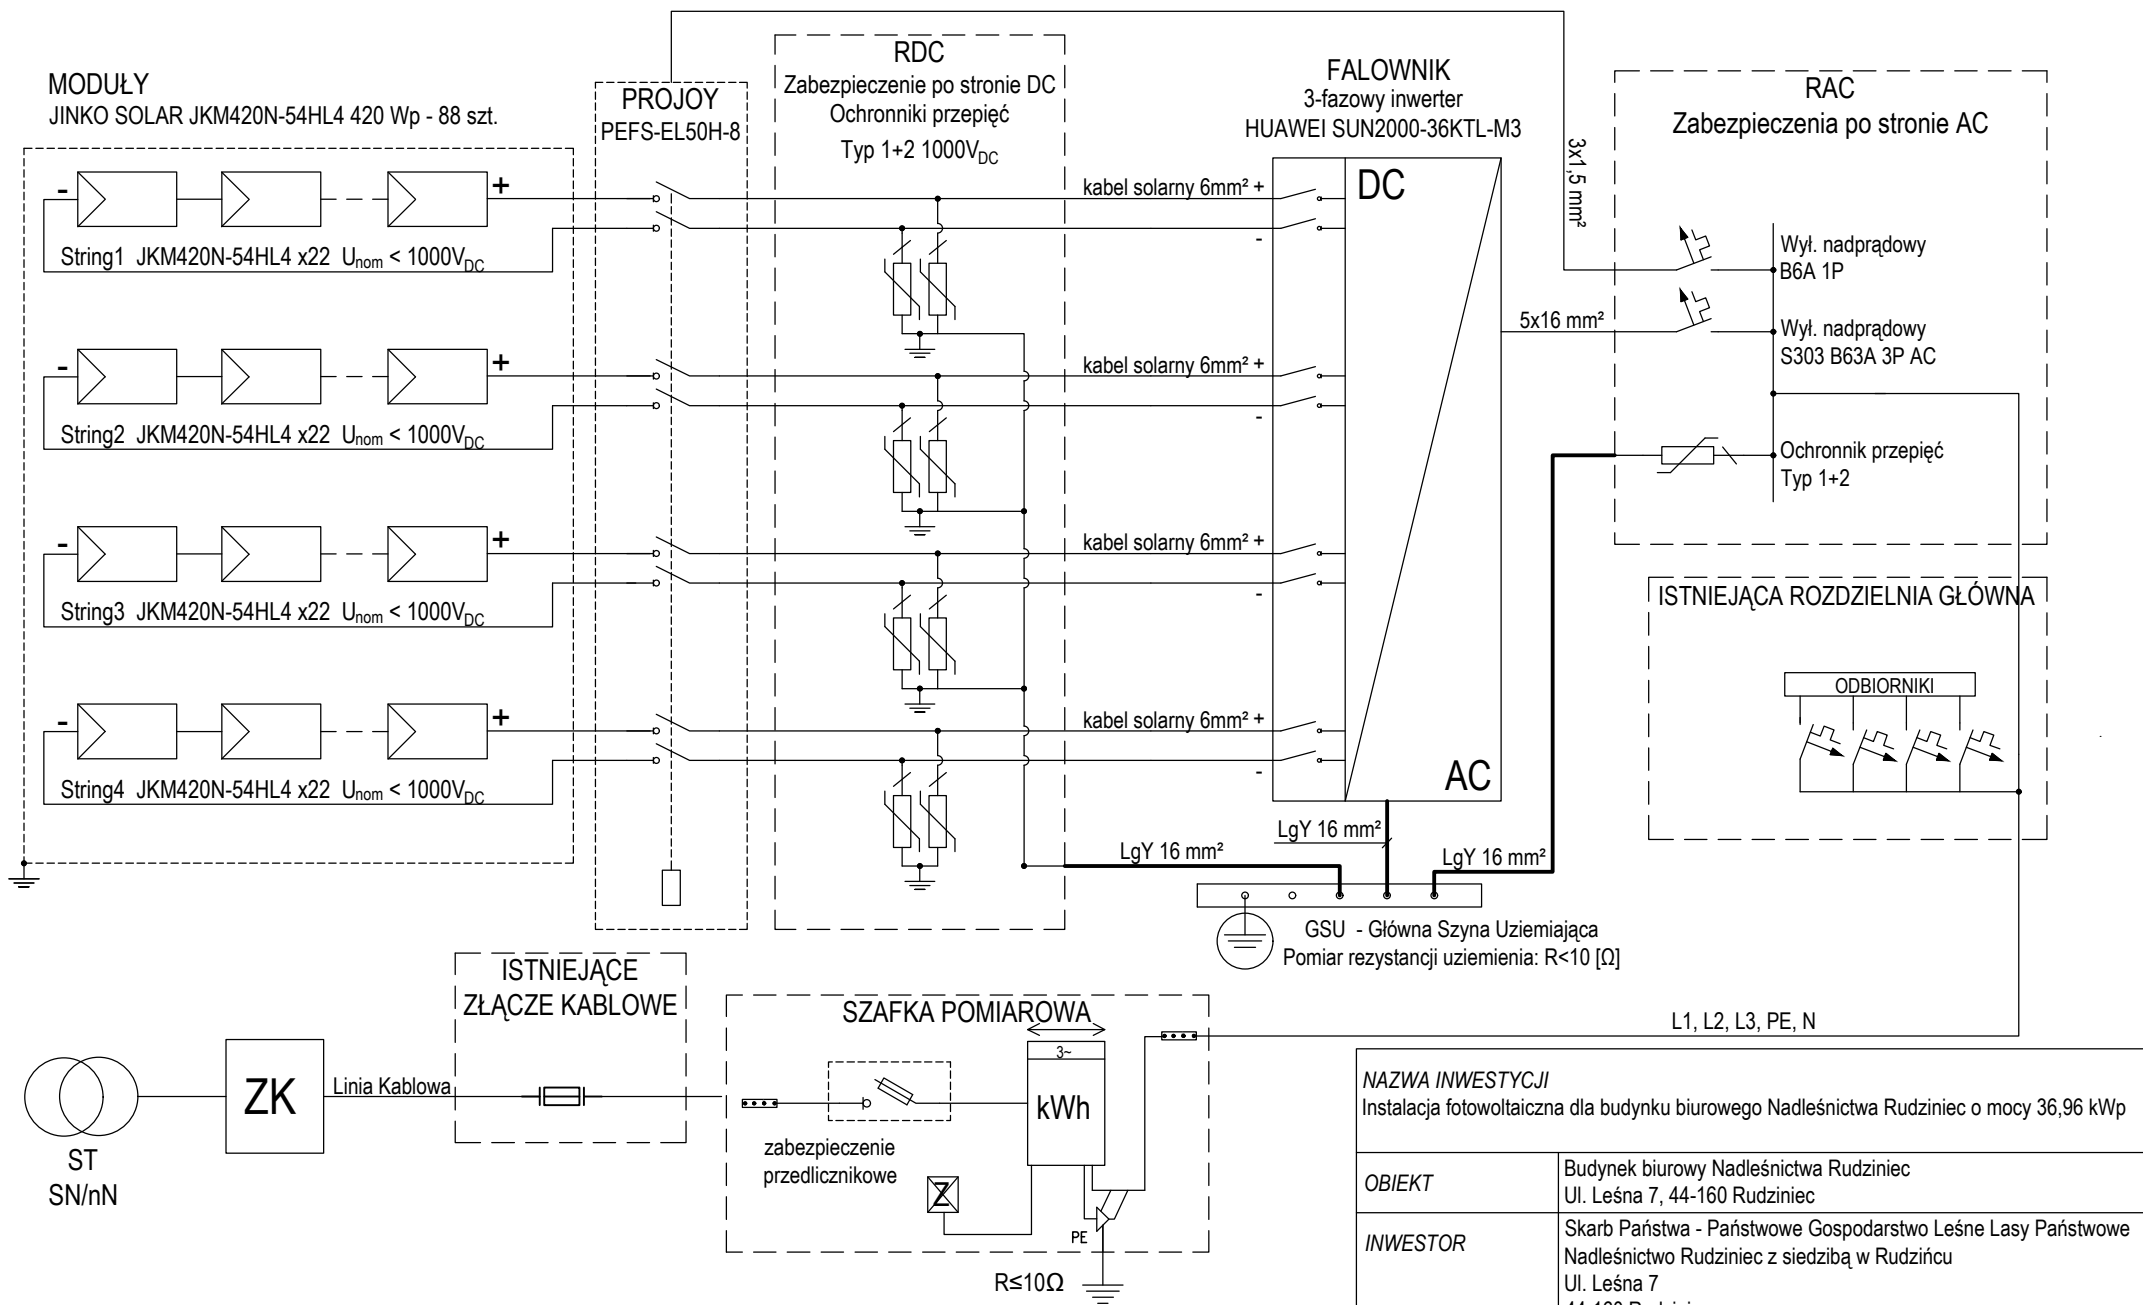 MODUŁY
JINKO SOLAR JKM420N-54HL4 420 Wp - 88 szt.
PROJOY
PEFS-EL50H-8
RDC
Zabezpieczenie po stronie DC
Ochronniki przepięć
Typ 1+2 1000VDC
FALOWNIK
3-fazowy inwerter
HUAWEI SUN2000-36KTL-M3
3x1,5 mm²
RAC
Zabezpieczenia po stronie AC
- +
String1 JKM420N-54HL4 x22 Unom < 1000VDC
kabel solarny 6mm² +
-
DC
Wył. nadprądowy
B6A 1P
5x16 mm²
Wył. nadprądowy
S303 B63A 3P AC
- +
String2 JKM420N-54HL4 x22 Unom < 1000VDC
kabel solarny 6mm² +
-
Ochronnik przepięć
Typ 1+2
- +
String3 JKM420N-54HL4 x22 Unom < 1000VDC
kabel solarny 6mm² +
-
ISTNIEJĄCA ROZDZIELNIA GŁÓWNA
ODBIORNIKI
- +
String4 JKM420N-54HL4 x22 Unom < 1000VDC
kabel solarny 6mm² +
-
AC
LgY 16 mm²
LgY 16 mm²
LgY 16 mm²
GSU - Główna Szyna Uziemiająca
Pomiar rezystancji uziemienia: R<10 [Ω]
ISTNIEJĄCE
ZŁĄCZE KABLOWE
SZAFKA POMIAROWA
L1, L2, L3, PE, N
3~
kWh
ZK
Linia Kablowa
ST
SN/nN
zabezpieczenie
przedlicznikowe
Z
PE
R≤10Ω
NAZWA INWESTYCJI
Instalacja fotowoltaiczna dla budynku biurowego Nadleśnictwa Rudziniec o mocy 36,96 kWp
OBIEKT
Budynek biurowy Nadleśnictwa Rudziniec
Ul. Leśna 7, 44-160 Rudziniec
INWESTOR
Skarb Państwa - Państwowe Gospodarstwo Leśne Lasy Państwowe
Nadleśnictwo Rudziniec z siedzibą w Rudzińcu
Ul. Leśna 7